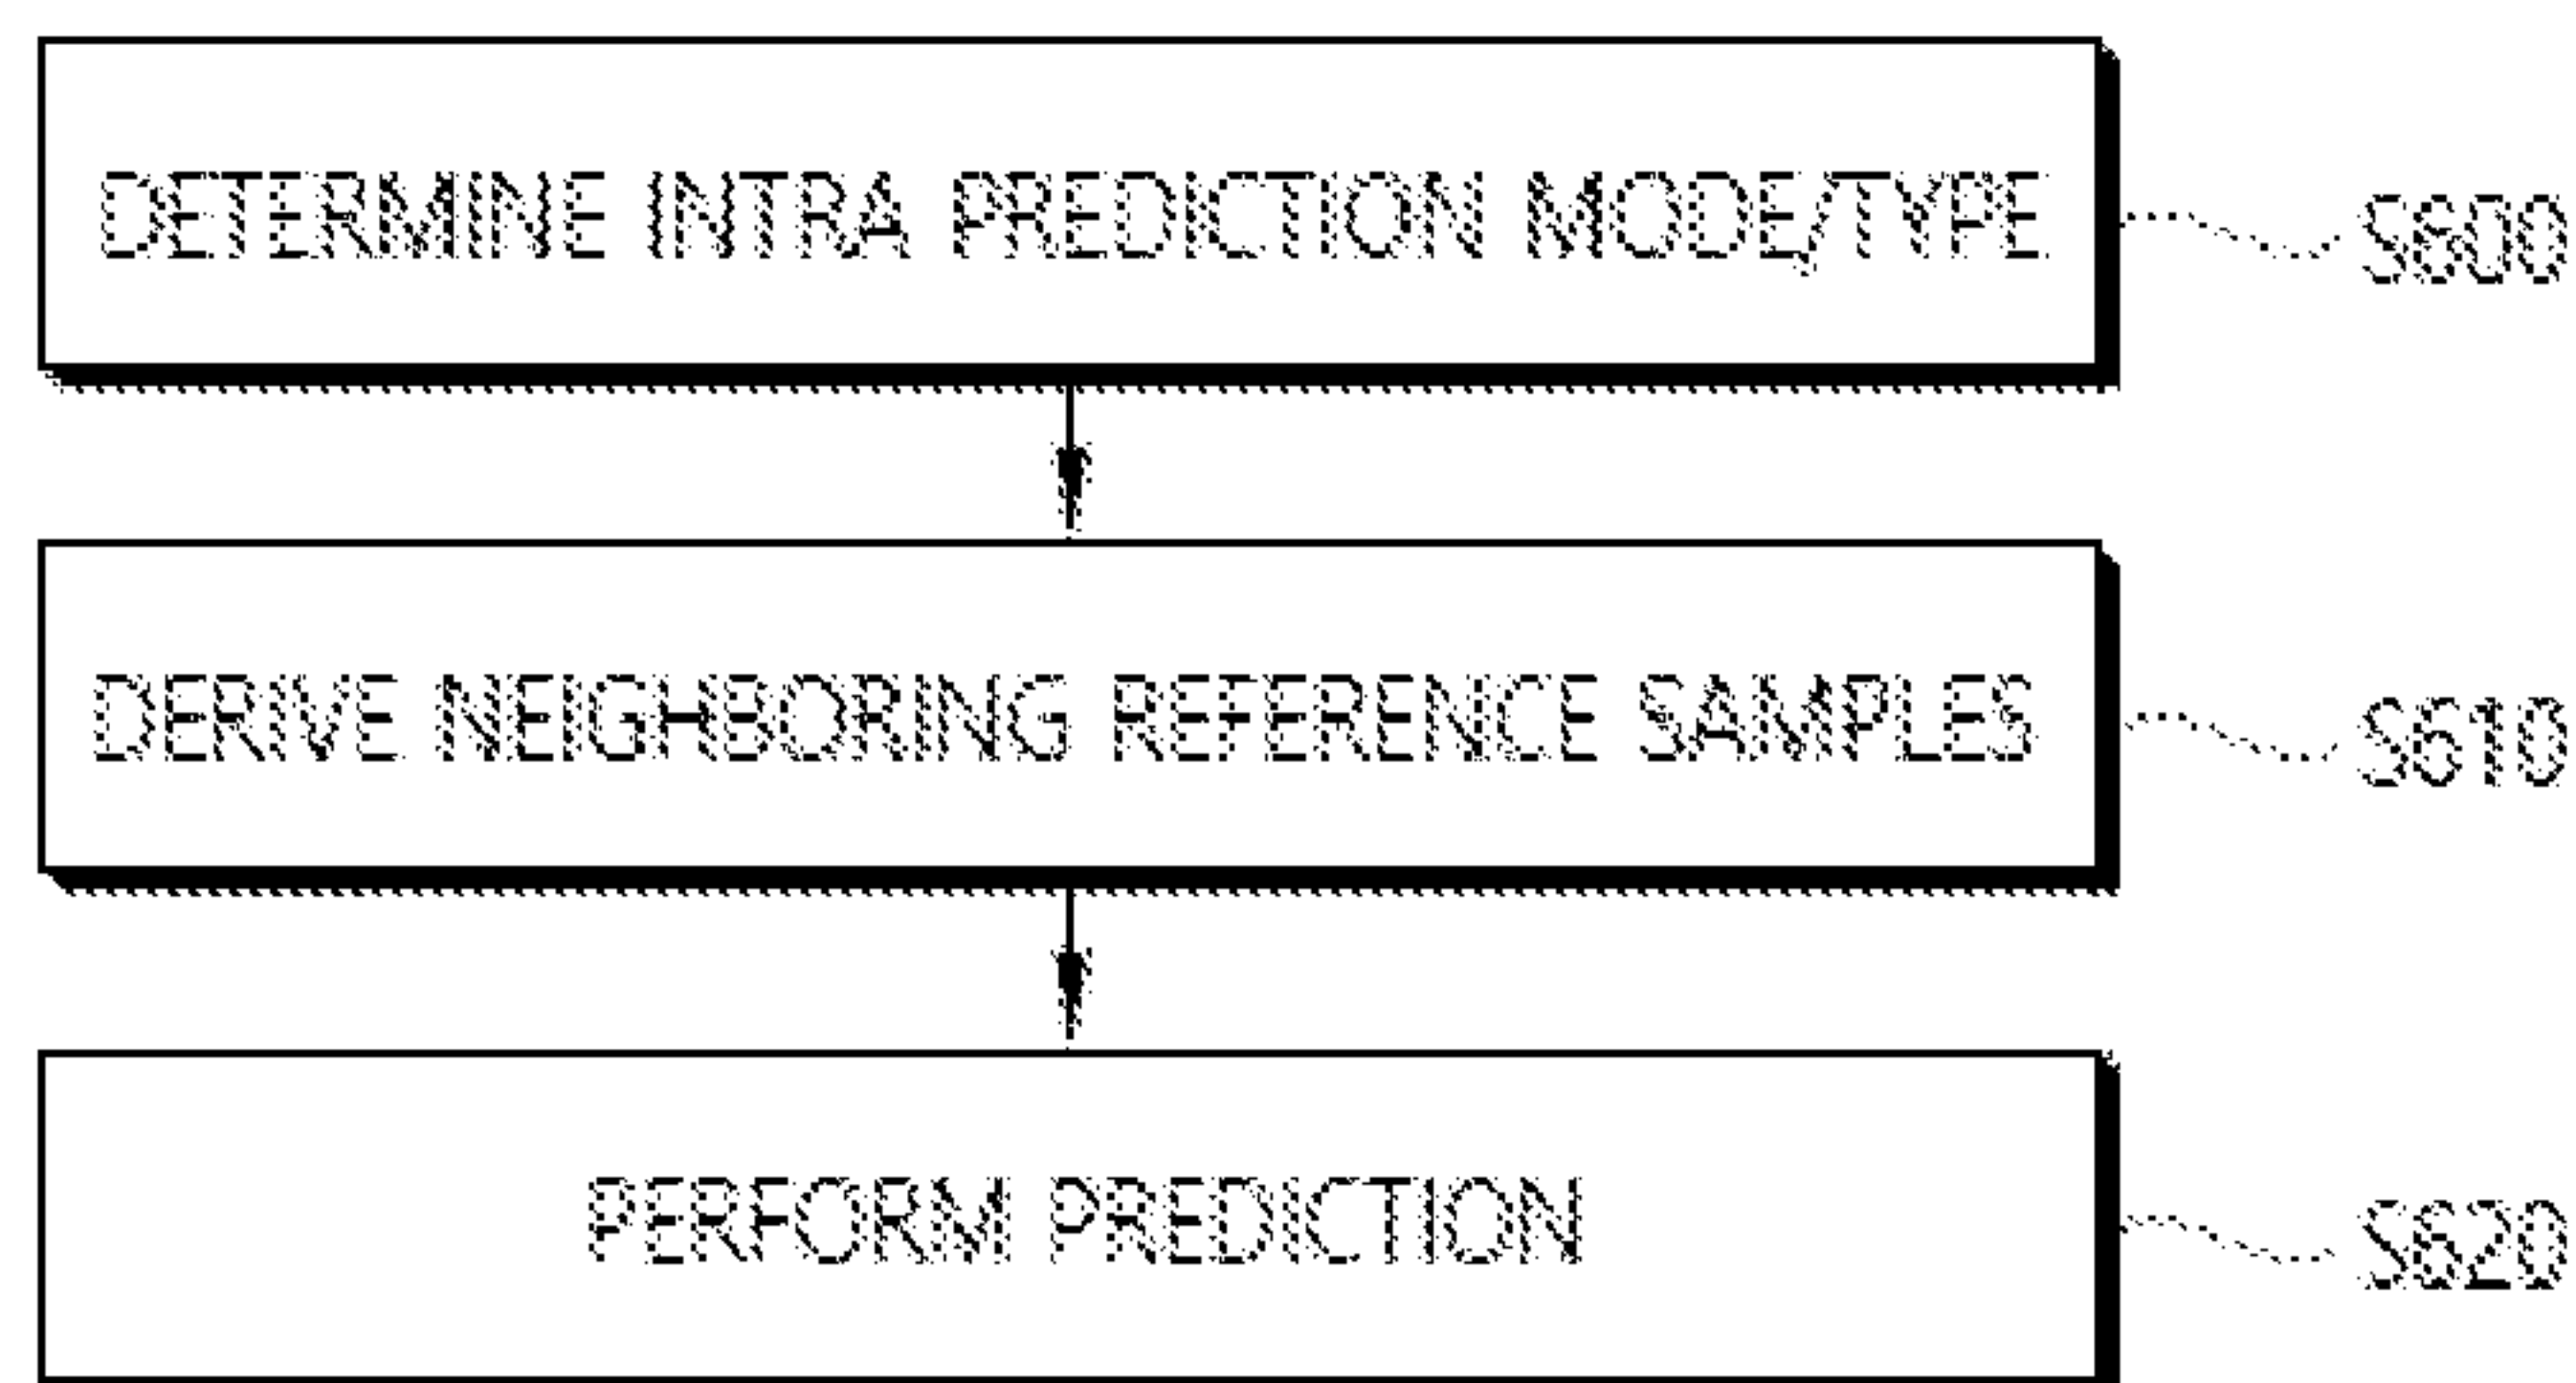 DETERMINE INTRA PREDICTION MODE/TYPE S600
DERIVE NEIGHBORING REFERENCE SAMPLES S610
PERFORM PREDICTION S620